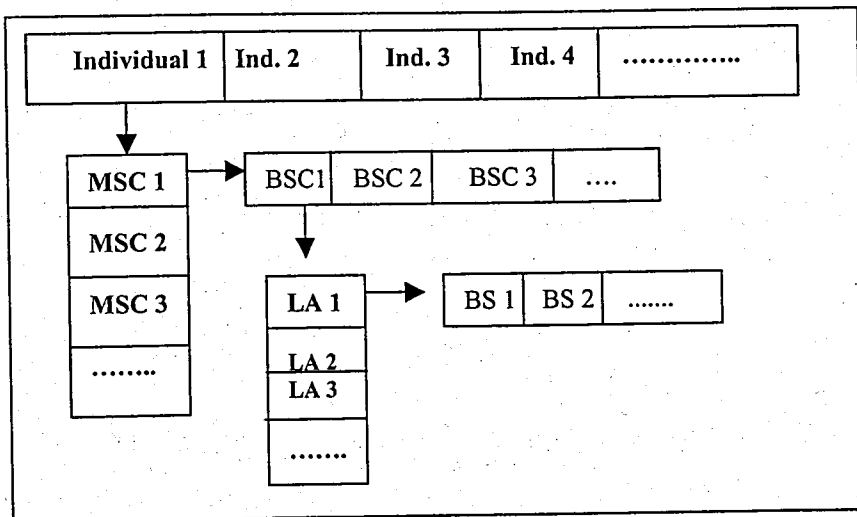 Individual 1 Ind. 2 Ind. 3 Ind. 4 ..............
MSC 1 BSC1 BSC 2 BSC 3 ....
MSC 2
MSC 3 LA 1 BS 1 BS 2 .......
LA 2
........ LA 3
.......